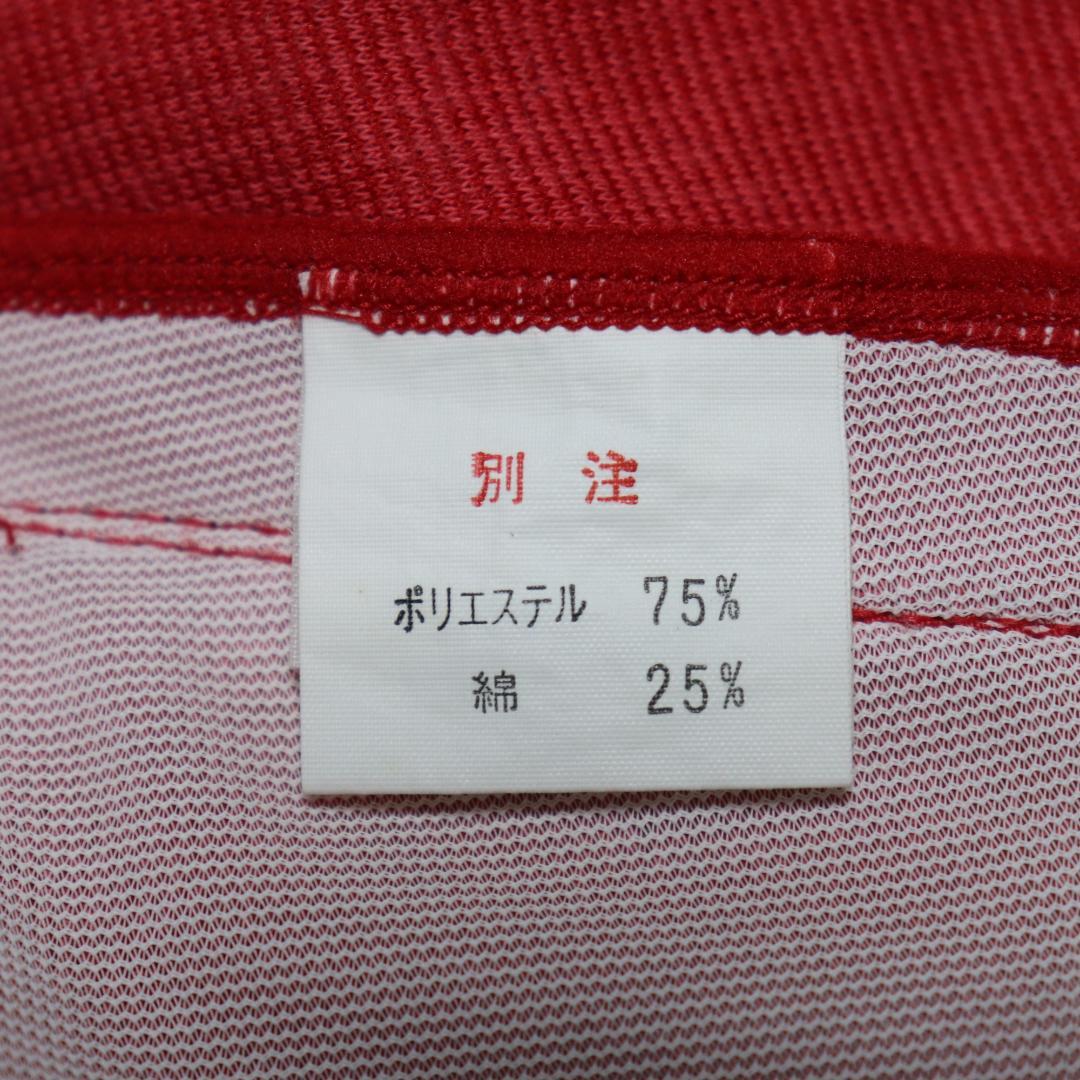 別 注
ポリエステル 75%
綿 25%